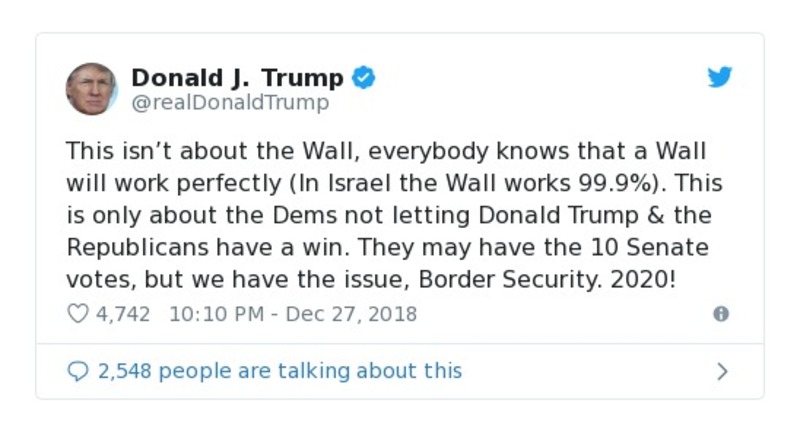 Donald J. Trump
@realDonaldTrump
This isn’t about the Wall, everybody knows that a Wall
will work perfectly (In Israel the Wall works 99.9%). This
is only about the Dems not letting Donald Trump & the
Republicans have a win. They may have the 10 Senate
votes, but we have the issue, Border Security. 2020!
4,742 10:10 PM - Dec 27, 2018
2,548 people are talking about this